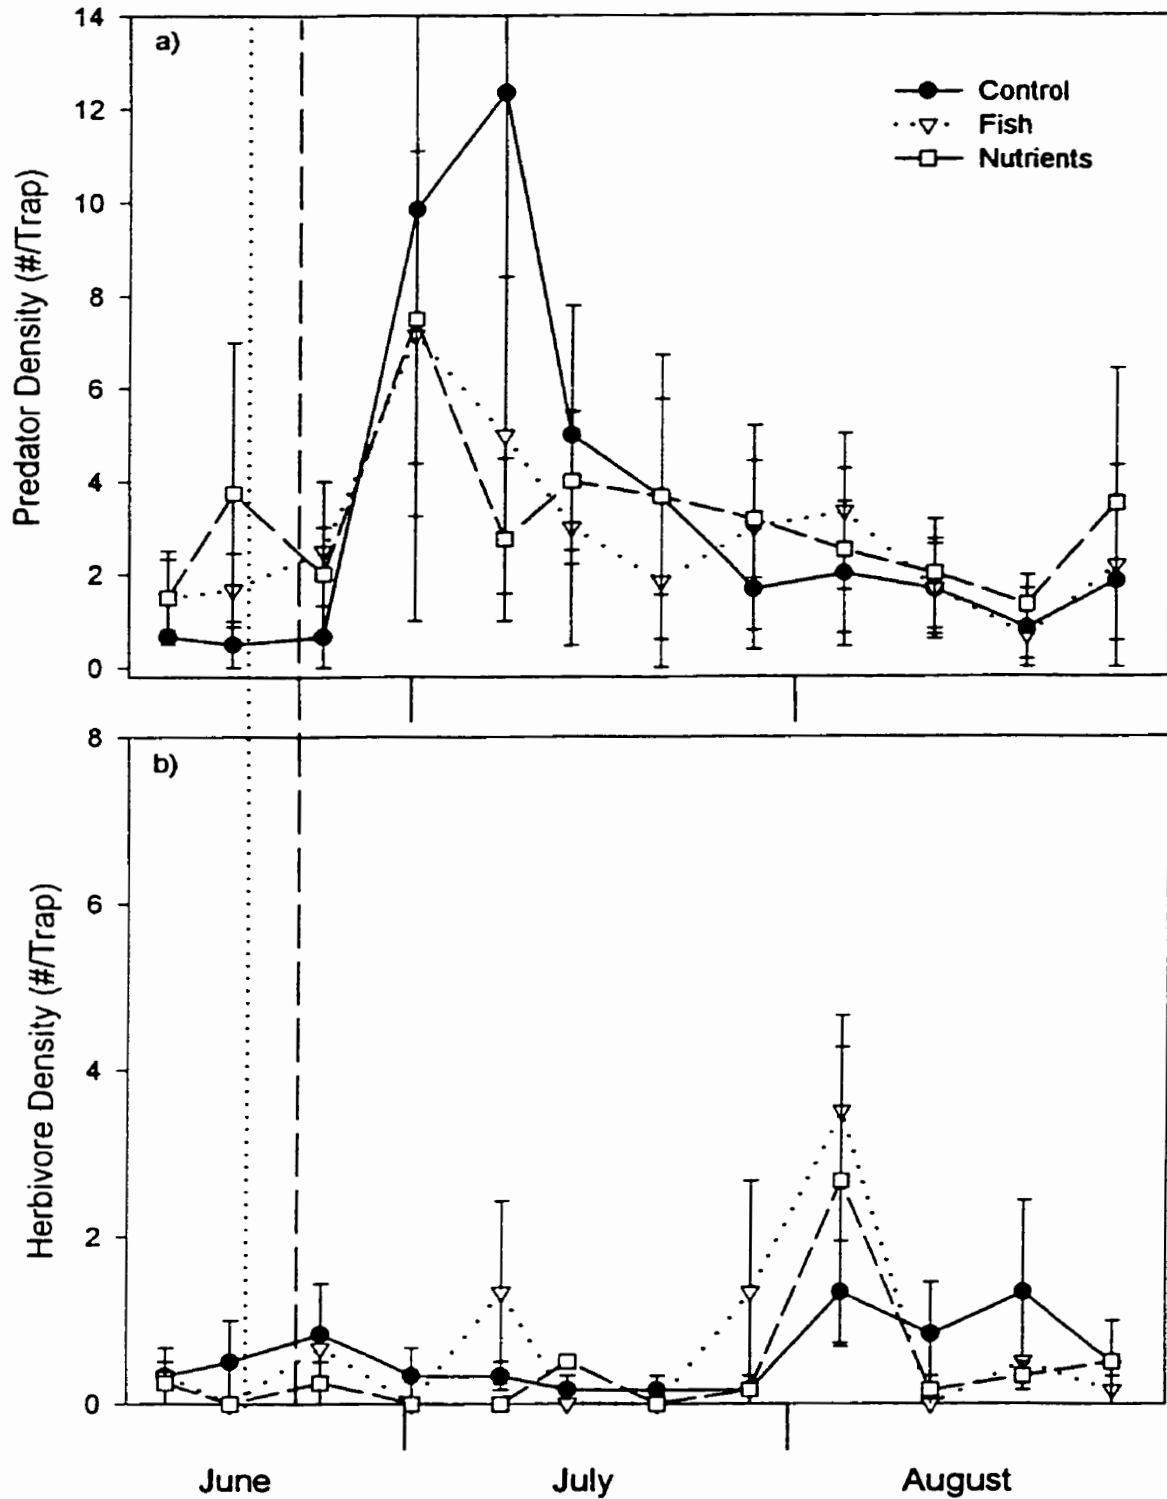 a)
Control
Fish
Nutrients
Predator Density (#/Trap)
14
12
10
8
6
4
2
0
b)
Herbivore Density (#/Trap)
8
6
4
2
0
June July August